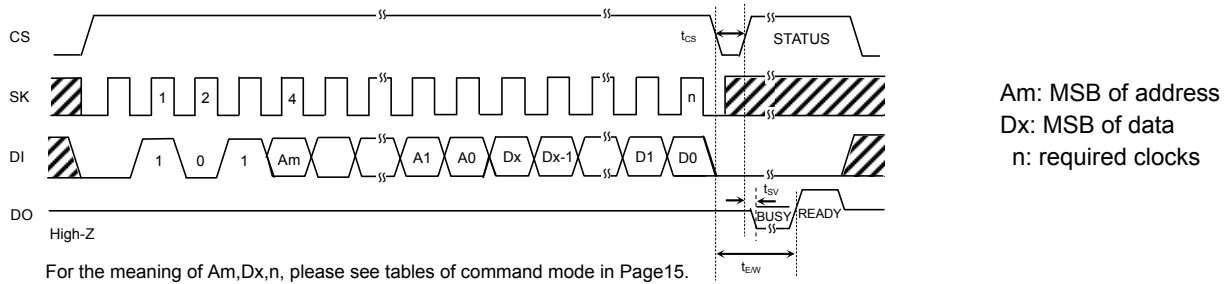 CS
tCS
STATUS
SK
1 2 4 n
DI
1 0 1 Am A1 A0 Dx Dx-1 D1 D0
tSV
DO
BUSY READY
High-Z
tE/W
For the meaning of Am,Dx,n, please see tables of command mode in Page15.
Am: MSB of address
Dx: MSB of data
n: required clocks